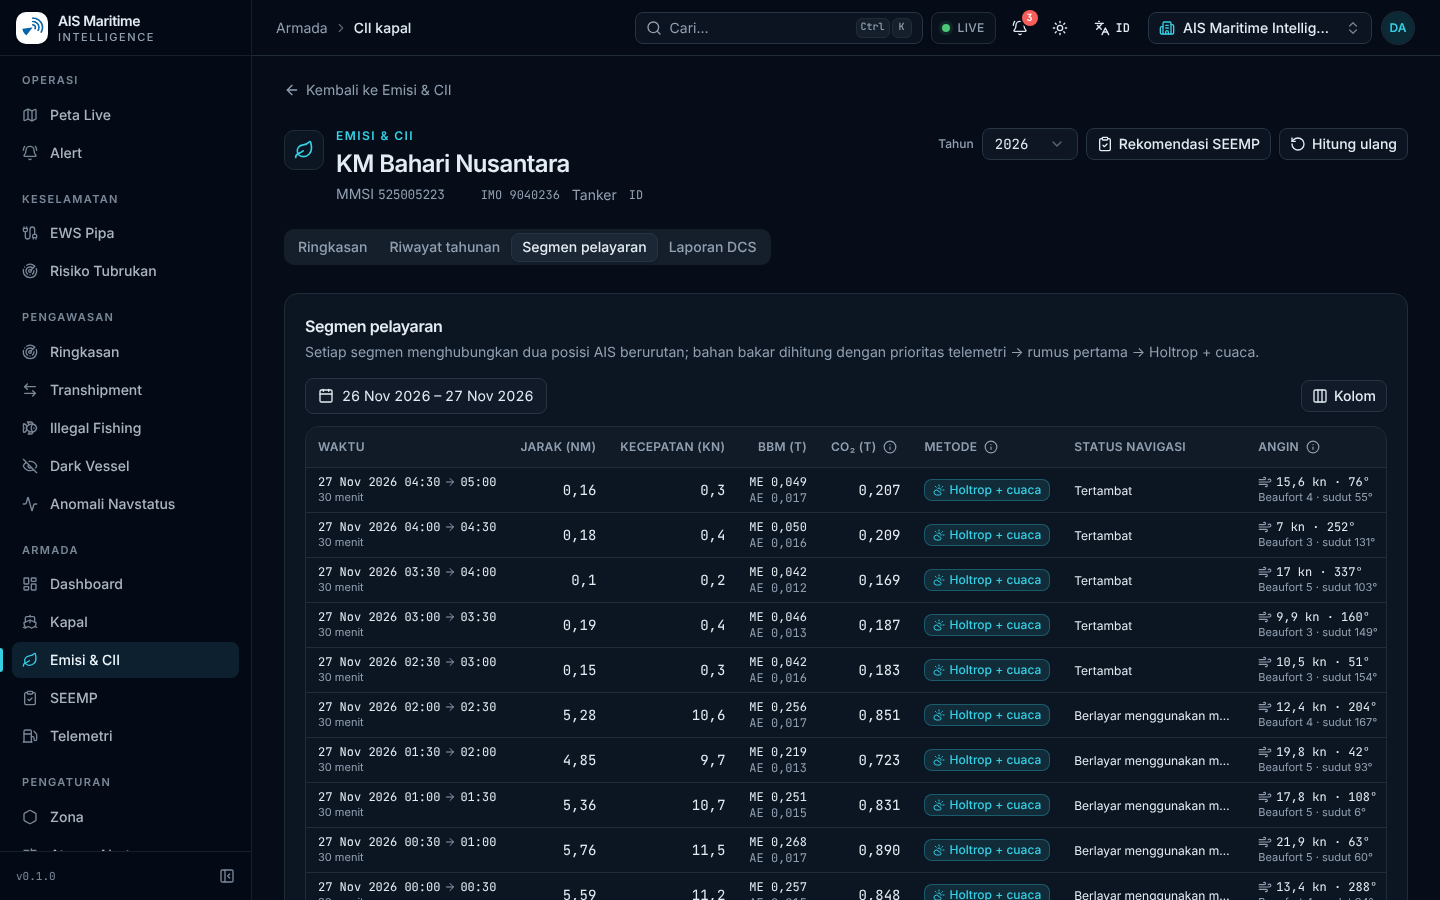 AIS Maritime
INTELLIGENCE
Armada > CII kapal
Cari... Ctrl K
LIVE
3
ID
AIS Maritime Intellig...
DA
OPERASI
Peta Live
Alert
KESELAMATAN
EWS Pipa
Risiko Tubrukan
PENGAWASAN
Ringkasan
Transhipment
Illegal Fishing
Dark Vessel
Anomali Navstatus
ARMADA
Dashboard
Kapal
Emisi & CII
SEEMP
Telemetri
PENGATURAN
Zona
v0.1.0
← Kembali ke Emisi & CII
EMISI & CII
KM Bahari Nusantara
MMSI 525005223 IMO 9040236 Tanker ID
Tahun 2026 Rekomendasi SEEMP Hitung ulang
Ringkasan Riwayat tahunan Segmen pelayaran Laporan DCS
Segmen pelayaran
Setiap segmen menghubungkan dua posisi AIS berurutan; bahan bakar dihitung dengan prioritas telemetri → rumus pertama → Holtrop + cuaca.
26 Nov 2026 – 27 Nov 2026
Kolom
WAKTU JARAK (NM) KECEPATAN (KN) BBM (T) CO₂ (T) METODE STATUS NAVIGASI ANGIN
27 Nov 2026 04:30 → 05:00 0,16 0,3 ME 0,049 0,207 Holtrop + cuaca Tertambat 15,6 kn · 76°
30 menit AE 0,017 Beaufort 4 · sudut 55°
27 Nov 2026 04:00 → 04:30 0,18 0,4 ME 0,050 0,209 Holtrop + cuaca Tertambat 7 kn · 252°
30 menit AE 0,016 Beaufort 3 · sudut 131°
27 Nov 2026 03:30 → 04:00 0,1 0,2 ME 0,042 0,169 Holtrop + cuaca Tertambat 17 kn · 337°
30 menit AE 0,012 Beaufort 5 · sudut 103°
27 Nov 2026 03:00 → 03:30 0,19 0,4 ME 0,046 0,187 Holtrop + cuaca Tertambat 9,9 kn · 160°
30 menit AE 0,013 Beaufort 3 · sudut 149°
27 Nov 2026 02:30 → 03:00 0,15 0,3 ME 0,042 0,183 Holtrop + cuaca Tertambat 10,5 kn · 51°
30 menit AE 0,016 Beaufort 3 · sudut 154°
27 Nov 2026 02:00 → 02:30 5,28 10,6 ME 0,256 0,851 Holtrop + cuaca Berlayar menggunakan m... 12,4 kn · 204°
30 menit AE 0,017 Beaufort 4 · sudut 167°
27 Nov 2026 01:30 → 02:00 4,85 9,7 ME 0,219 0,723 Holtrop + cuaca Berlayar menggunakan m... 19,8 kn · 42°
30 menit AE 0,013 Beaufort 5 · sudut 93°
27 Nov 2026 01:00 → 01:30 5,36 10,7 ME 0,251 0,831 Holtrop + cuaca Berlayar menggunakan m... 17,8 kn · 108°
30 menit AE 0,015 Beaufort 5 · sudut 6°
27 Nov 2026 00:30 → 01:00 5,76 11,5 ME 0,268 0,890 Holtrop + cuaca Berlayar menggunakan m... 21,9 kn · 63°
30 menit AE 0,017 Beaufort 5 · sudut 60°
27 Nov 2026 00:00 → 00:30 5,59 11,2 ME 0,257 0,848 Holtrop + cuaca Berlayar menggunakan m... 13,4 kn · 288°